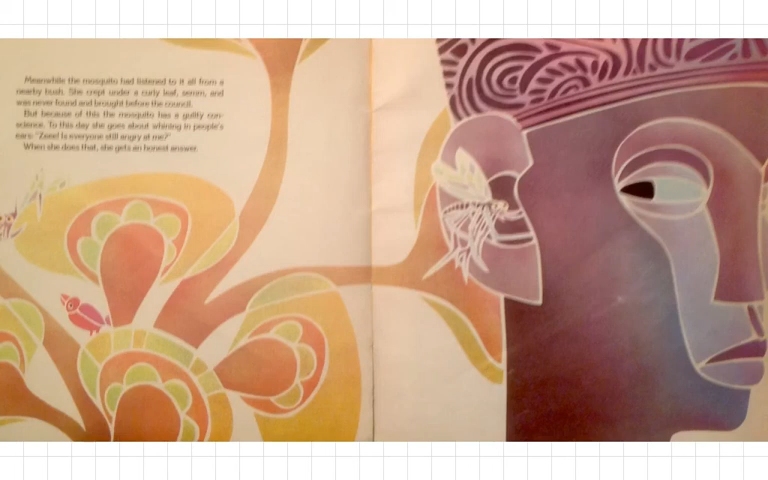 Meanwhile the mosquito had listened to it all from a
nearby bush. She crept under a curly leaf, semm, and
was never found and brought before the council.
But because of this the mosquito has a guilty con-
science. To this day she goes about whining in people's
ears: "Zeee! Is everyone still angry at me?"
When she does that, she gets an honest answer.